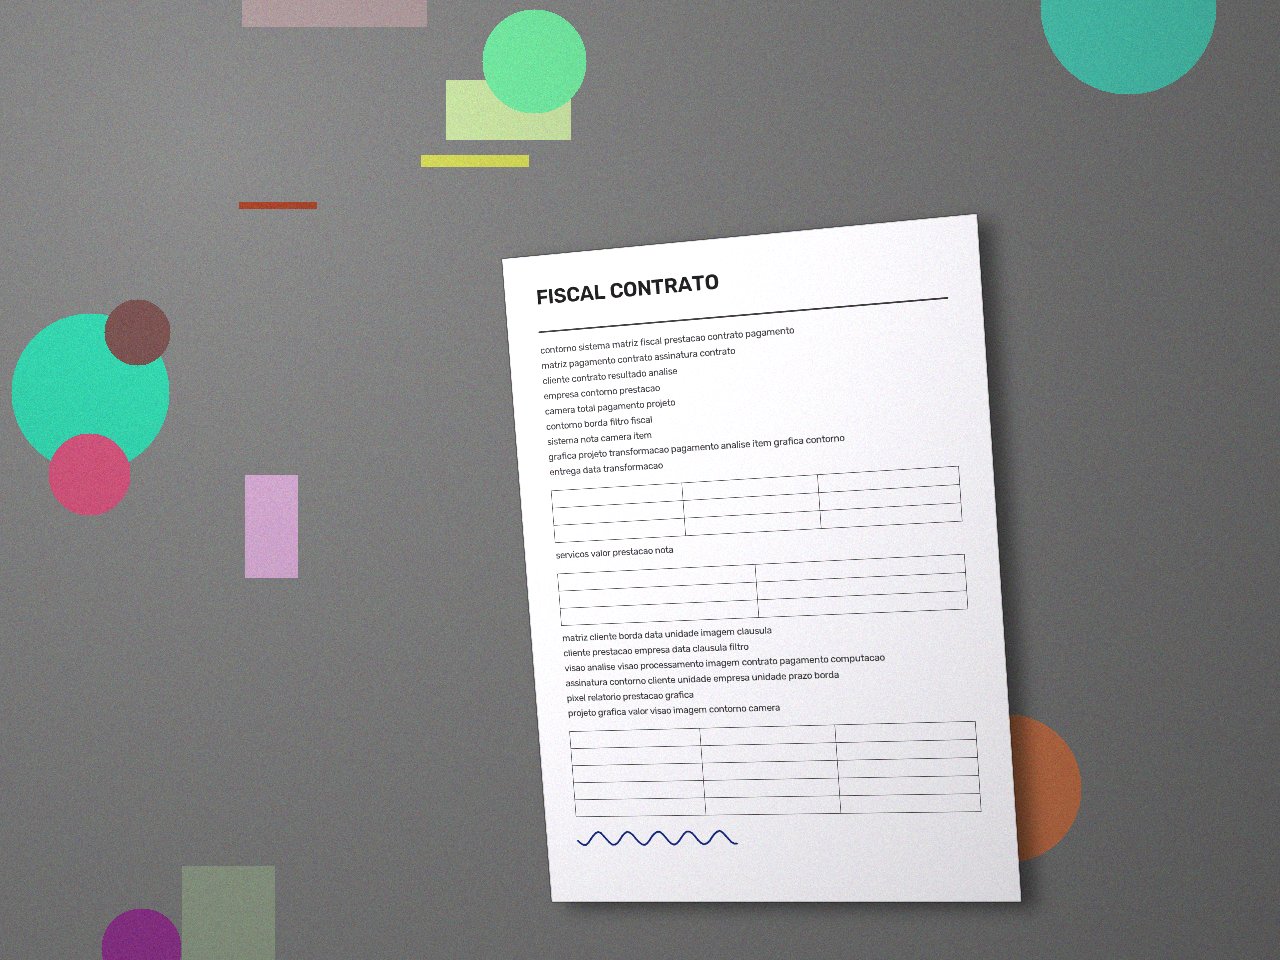 FISCAL CONTRATO
contorno sistema matriz fiscal prestacao contrato pagamento
matriz pagamento contrato assinatura contrato
cliente contrato resultado analise
empresa contorno prestacao
camera total pagamento projeto
contorno borda filtro fiscal
sistema nota camera item
grafica projeto transformacao pagamento analise item grafica contorno
entrega data transformacao
servicos valor prestacao nota
matriz cliente borda data unidade imagem clausula
cliente prestacao empresa data clausula filtro
visao analise visao processamento imagem contrato pagamento computacao
assinatura contorno cliente unidade empresa unidade prazo borda
pixel relatorio prestacao grafica
projeto grafica valor visao imagem contorno camera